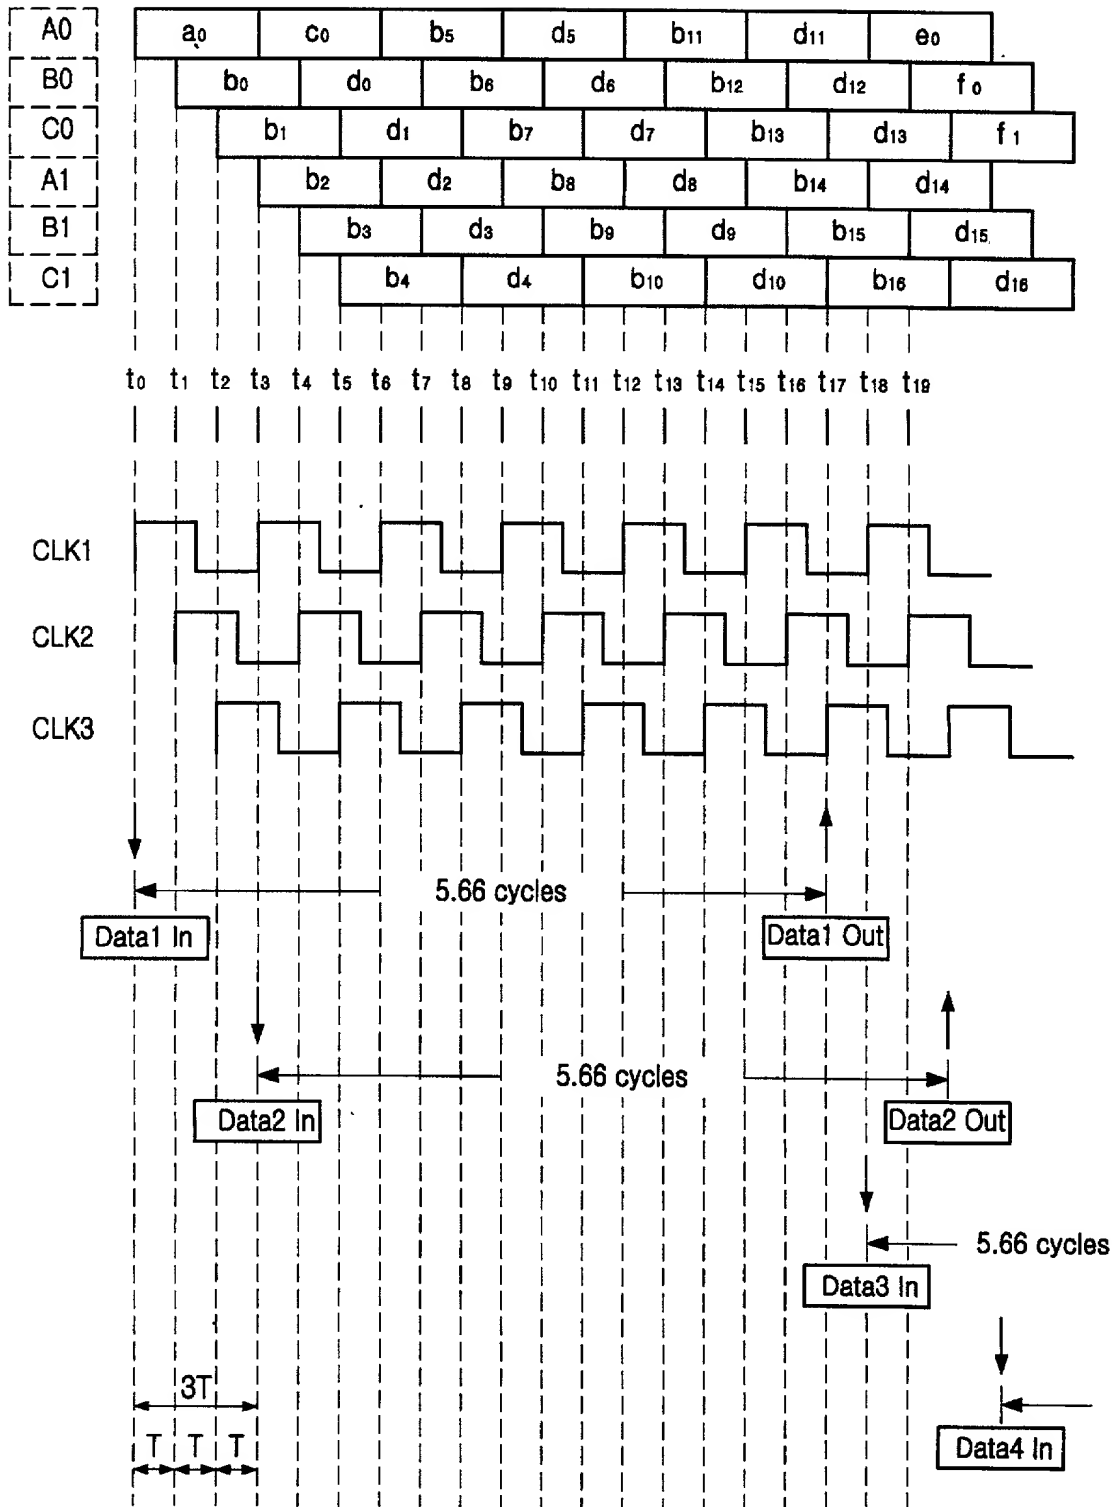 A0 a0 c0 b5 d5 b11 d11 e0
B0 b0 d0 b6 d6 b12 d12 f0
C0 b1 d1 b7 d7 b13 d13 f1
A1 b2 d2 b8 d8 b14 d14
B1 b3 d3 b9 d9 b15 d15
C1 b4 d4 b10 d10 b16 d16
t0 t1 t2 t3 t4 t5 t6 t7 t8 t9 t10 t11 t12 t13 t14 t15 t16 t17 t18 t19
CLK1
CLK2
CLK3
5.66 cycles
Data1 In Data1 Out
5.66 cycles
Data2 In Data2 Out
5.66 cycles
Data3 In
3T
T T T
Data4 In